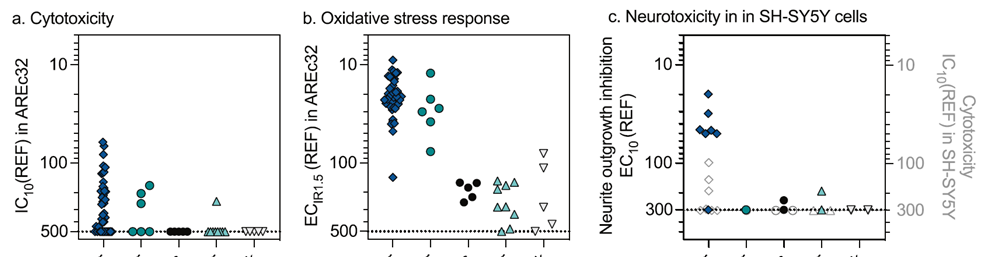 a. Cytotoxicity
IC10(REF) in AREc32
10
100
500
b. Oxidative stress response
ECIR1.5 (REF) in AREc32
10
100
500
c. Neurotoxicity in in SH-SY5Y cells
Neurite outgrowth inhibition
EC10 (REF)
10
100
300
10
100
300
Cytotoxicity
IC10(REF) in SH-SY5Y